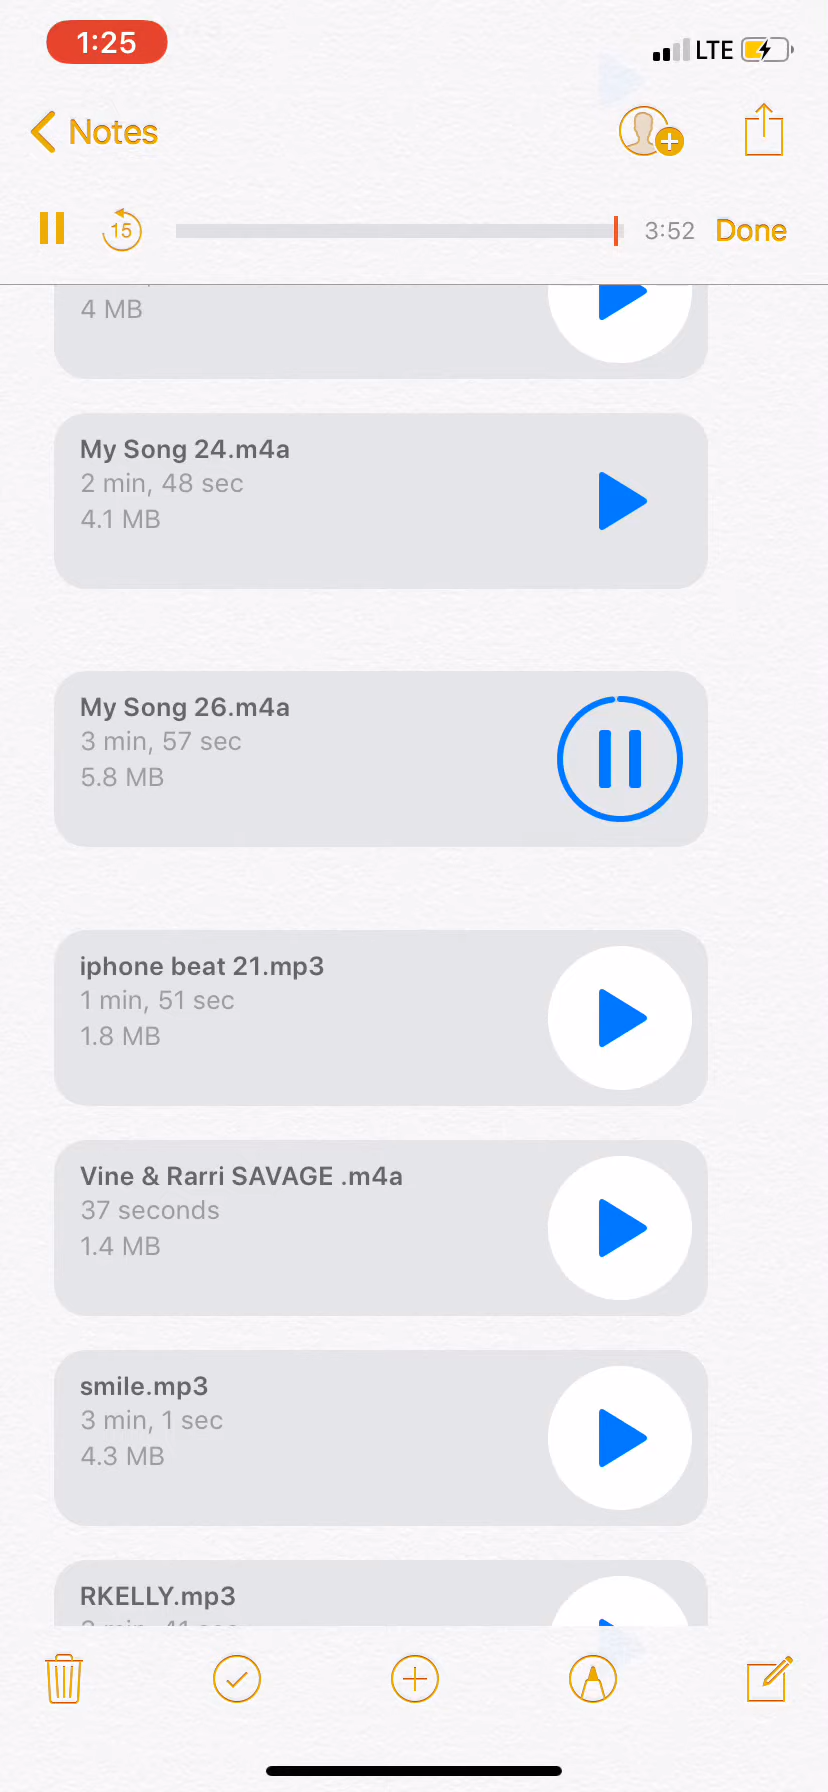 1:25
LTE
Notes
15
3:52
Done
4 MB
My Song 24.m4a
2 min, 48 sec
4.1 MB
My Song 26.m4a
3 min, 57 sec
5.8 MB
iphone beat 21.mp3
1 min, 51 sec
1.8 MB
Vine & Rarri SAVAGE .m4a
37 seconds
1.4 MB
smile.mp3
3 min, 1 sec
4.3 MB
RKELLY.mp3